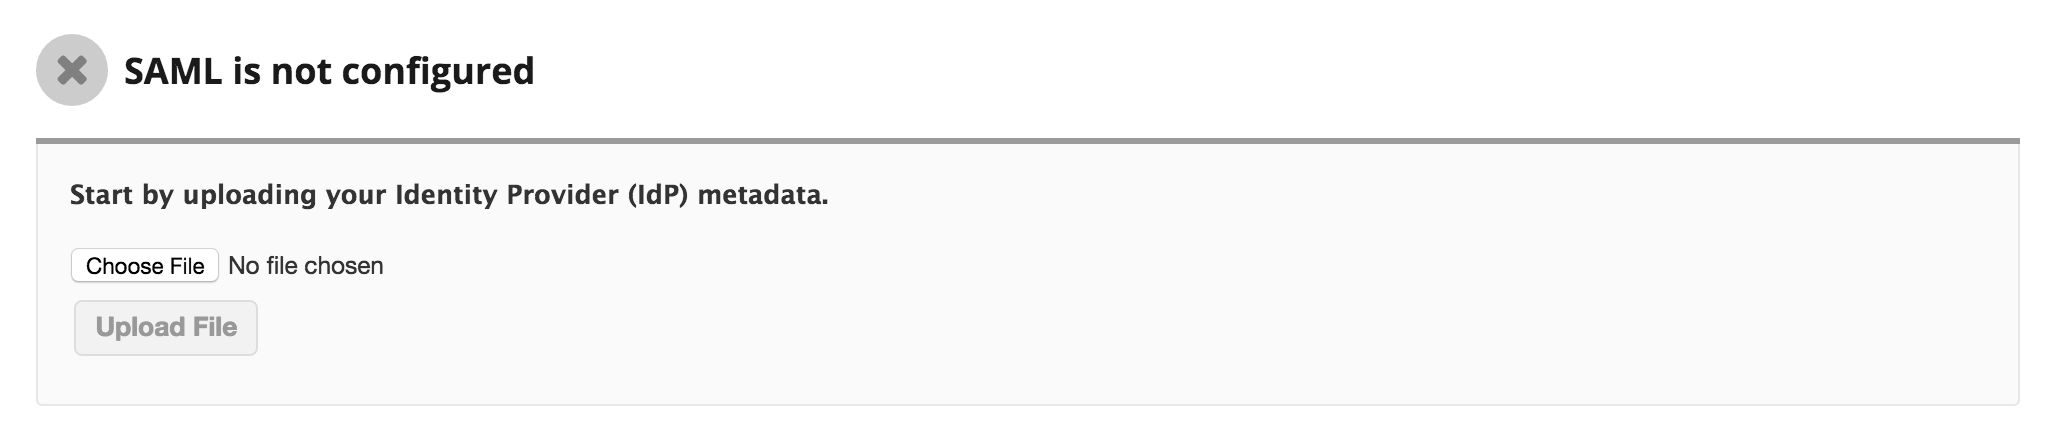 SAML is not configured
Start by uploading your Identity Provider (IdP) metadata.
Choose File No file chosen
Upload File